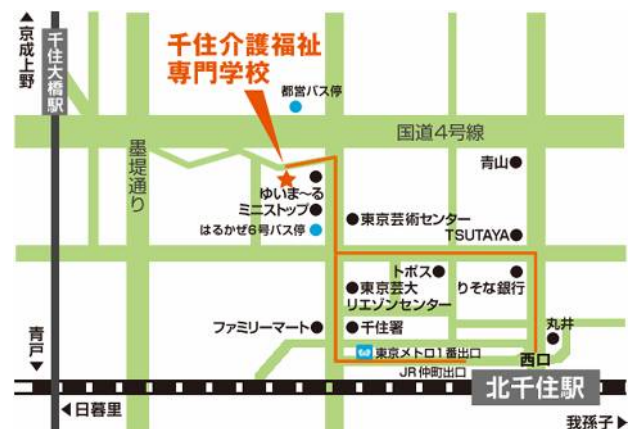 ▲京成上野
千住大橋駅
千住介護福祉
専門学校
都営バス停
国道4号線
墨堤通り
青山
ゆいま〜る
ミニストップ
はるかぜ6号バス停
東京芸術センター
TSUTAYA
トポス
りそな銀行
東京芸大
リエゾンセンター
ファミリーマート
千住署
丸井
東京メトロ1番出口
西口
JR仲町出口
北千住駅
青戸▼
◀日暮里
我孫子▶